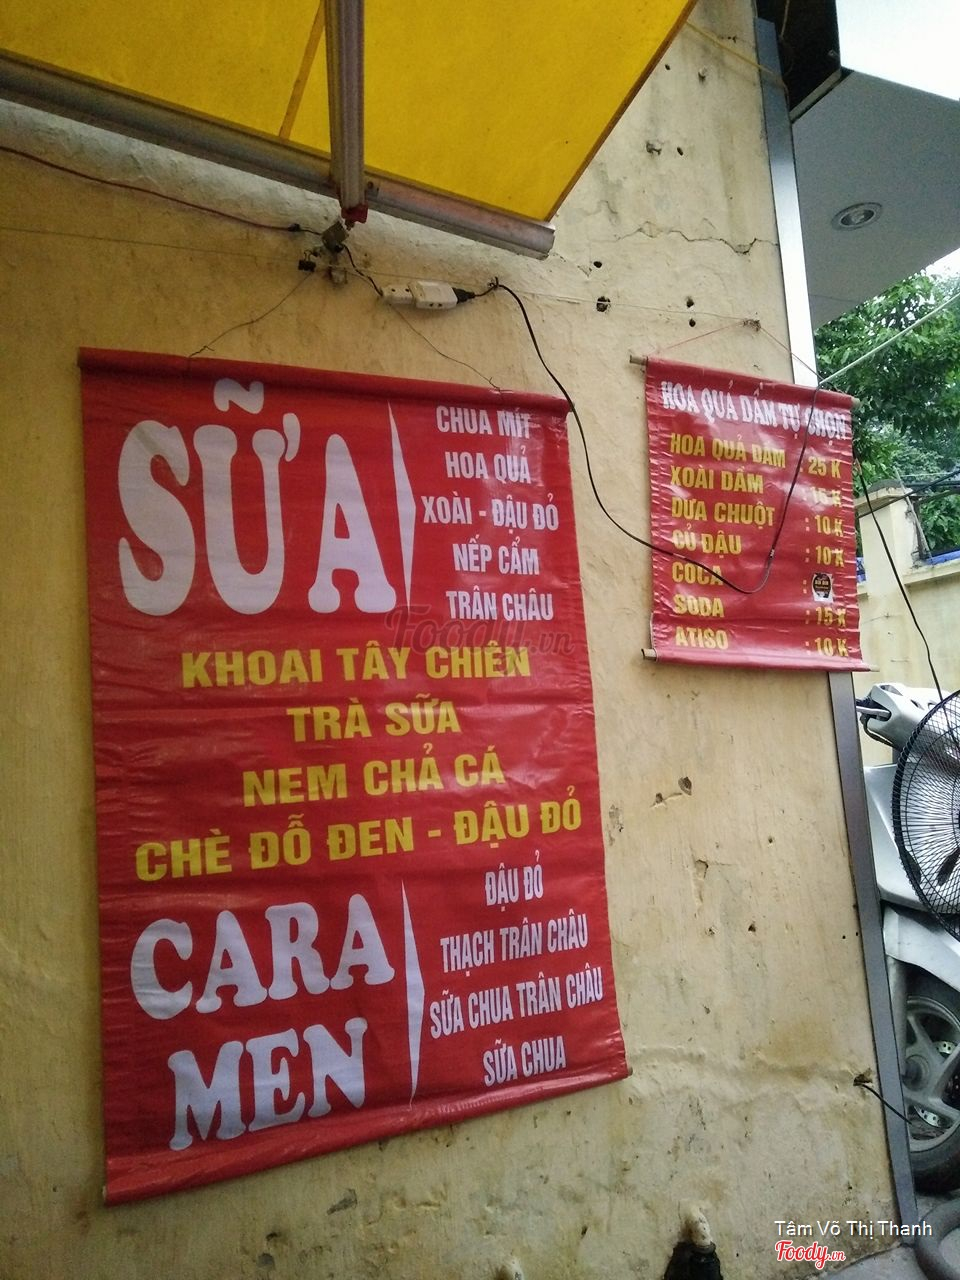 SỮA
CHUA MÍT
HOA QUẢ
XOÀI - ĐẬU ĐỎ
NẾP CẨM
TRÂN CHÂU
KHOAI TÂY CHIÊN
TRÀ SỮA
NEM CHẢ CÁ
CHÈ ĐỖ ĐEN - ĐẬU ĐỎ
CARA
MEN
ĐẬU ĐỎ
THẠCH TRÂN CHÂU
SỮA CHUA TRÂN CHÂU
SỮA CHUA
HOA QUẢ DẦM TỰ CHỌN
HOA QUẢ DẦM : 25 K
XOÀI DẦM : 15 K
DƯA CHUỘT : 10 K
CỦ ĐẬU : 10 K
COCA :
SODA : 15 K
ATISO : 10 K
Foody.vn
Tâm Võ Thị Thanh
Foody.vn